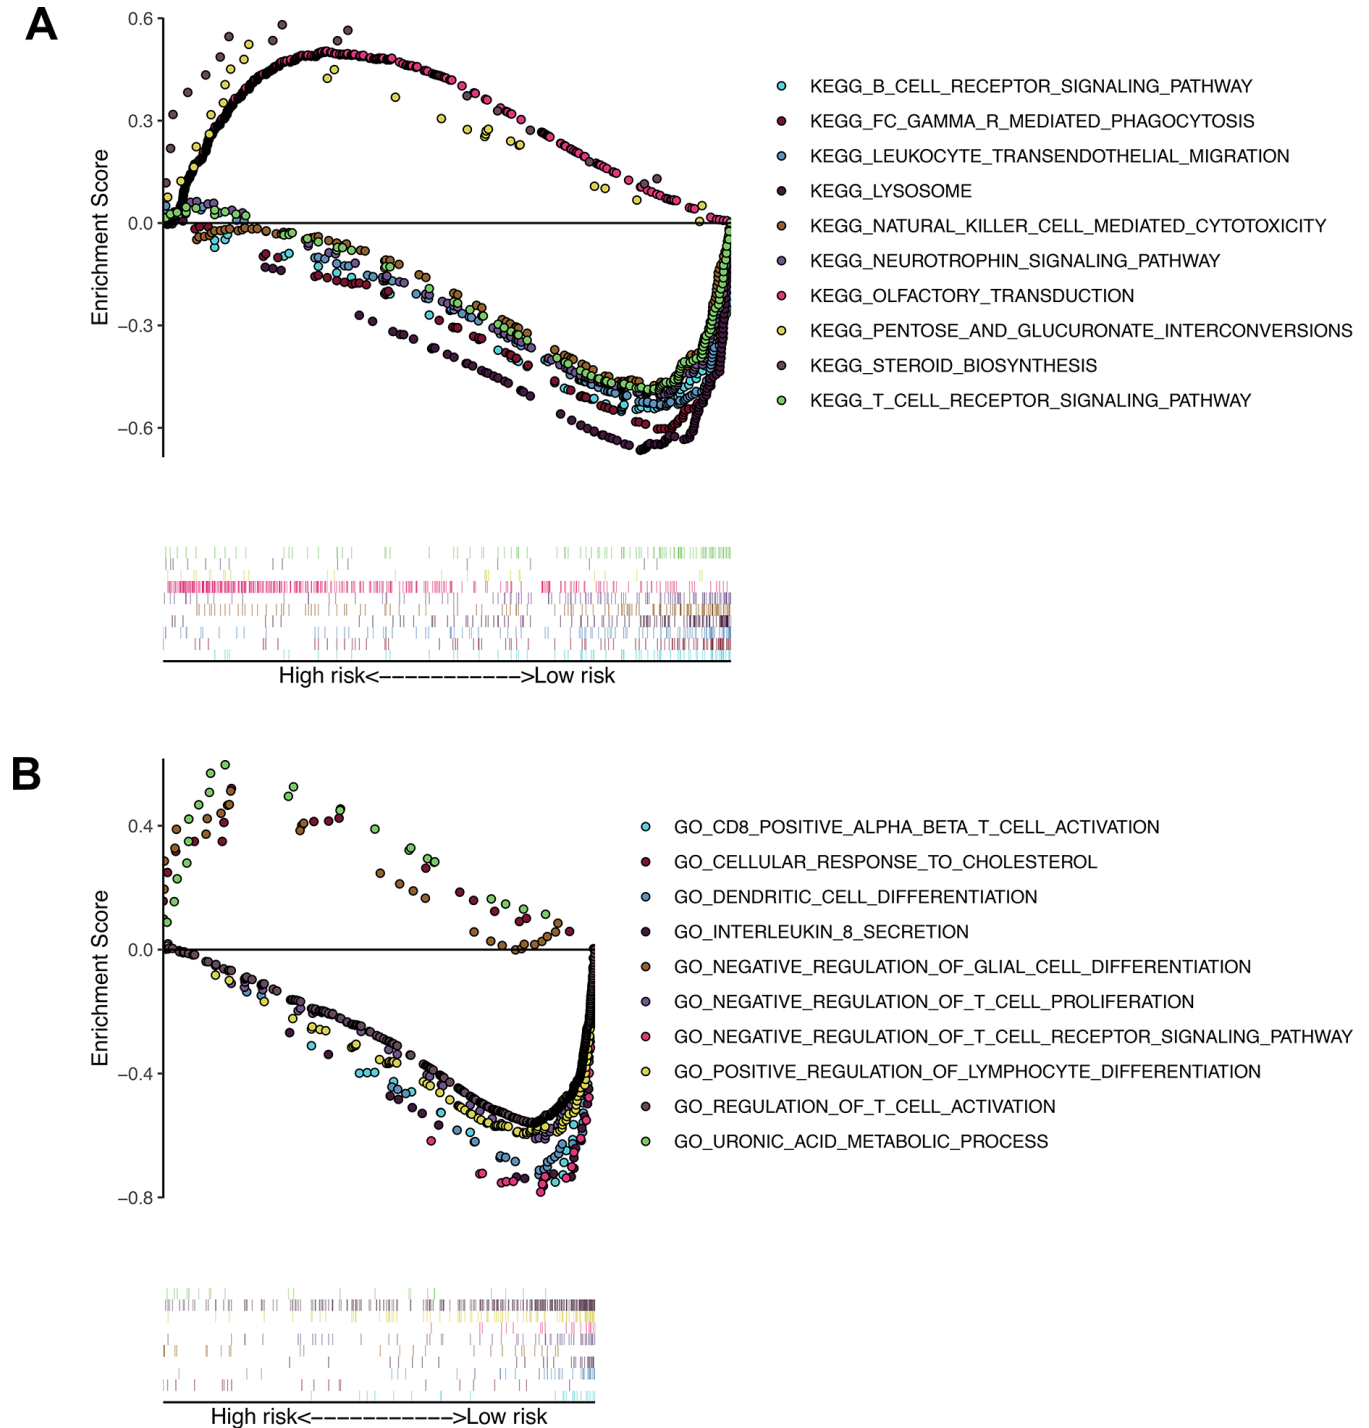 A
0.6
0.3
0.0
−0.3
−0.6
Enrichment Score
KEGG_B_CELL_RECEPTOR_SIGNALING_PATHWAY
KEGG_FC_GAMMA_R_MEDIATED_PHAGOCYTOSIS
KEGG_LEUKOCYTE_TRANSENDOTHELIAL_MIGRATION
KEGG_LYSOSOME
KEGG_NATURAL_KILLER_CELL_MEDIATED_CYTOTOXICITY
KEGG_NEUROTROPHIN_SIGNALING_PATHWAY
KEGG_OLFACTORY_TRANSDUCTION
KEGG_PENTOSE_AND_GLUCURONATE_INTERCONVERSIONS
KEGG_STEROID_BIOSYNTHESIS
KEGG_T_CELL_RECEPTOR_SIGNALING_PATHWAY
High risk<----------->Low risk
B
0.4
0.0
−0.4
−0.8
Enrichment Score
GO_CD8_POSITIVE_ALPHA_BETA_T_CELL_ACTIVATION
GO_CELLULAR_RESPONSE_TO_CHOLESTEROL
GO_DENDRITIC_CELL_DIFFERENTIATION
GO_INTERLEUKIN_8_SECRETION
GO_NEGATIVE_REGULATION_OF_GLIAL_CELL_DIFFERENTIATION
GO_NEGATIVE_REGULATION_OF_T_CELL_PROLIFERATION
GO_NEGATIVE_REGULATION_OF_T_CELL_RECEPTOR_SIGNALING_PATHWAY
GO_POSITIVE_REGULATION_OF_LYMPHOCYTE_DIFFERENTIATION
GO_REGULATION_OF_T_CELL_ACTIVATION
GO_URONIC_ACID_METABOLIC_PROCESS
High risk<----------->Low risk